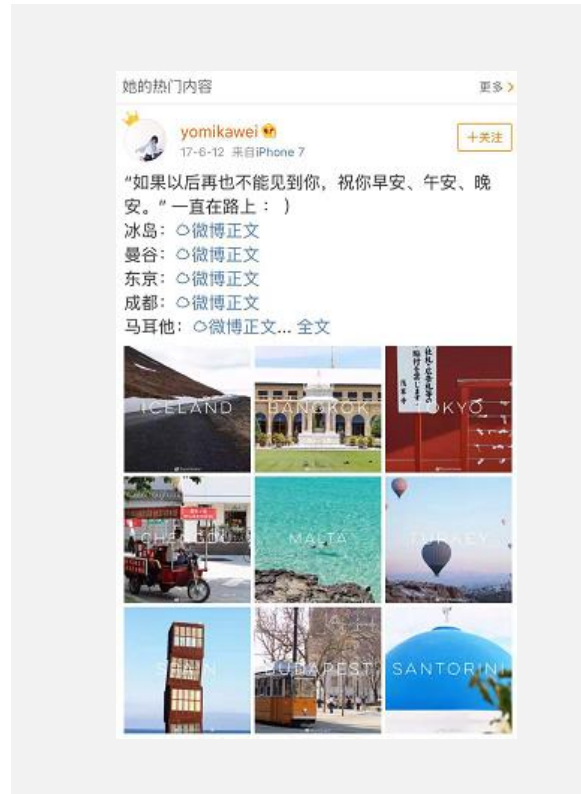 她的热门内容
更多 >
yomikawei
+关注
17-6-12 来自iPhone 7
“如果以后再也不能见到你，祝你早安、午安、晚
安。” 一直在路上 : )
冰岛：微博正文
曼谷：微博正文
东京：微博正文
成都：微博正文
马耳他：微博正文... 全文
ICELAND
BANGKOK
TOKYO
CHENGDU
MALTA
TURKEY
SPAIN
BUDAPEST
SANTORINI